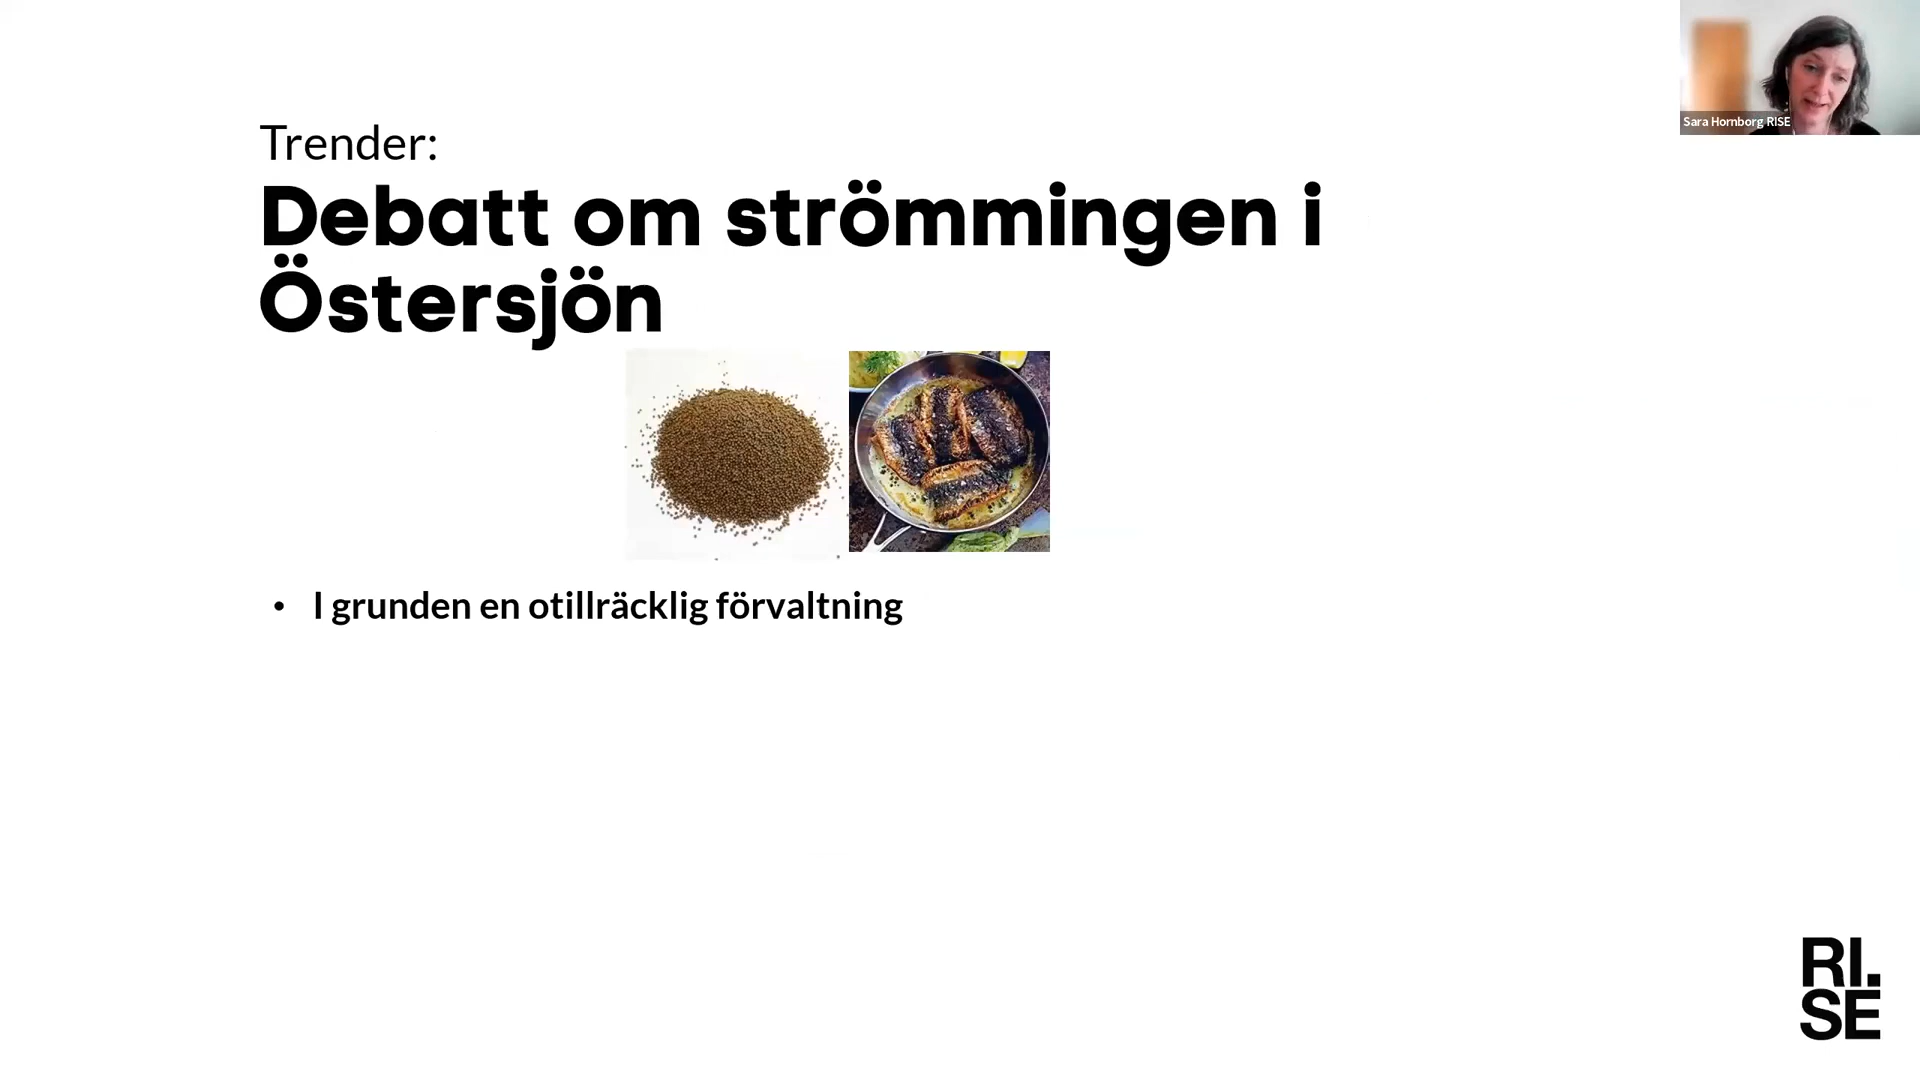 Sara Hornborg RISE
Trender:
Debatt om strömmingen i
Östersjön
• I grunden en otillräcklig förvaltning
RI.
SE